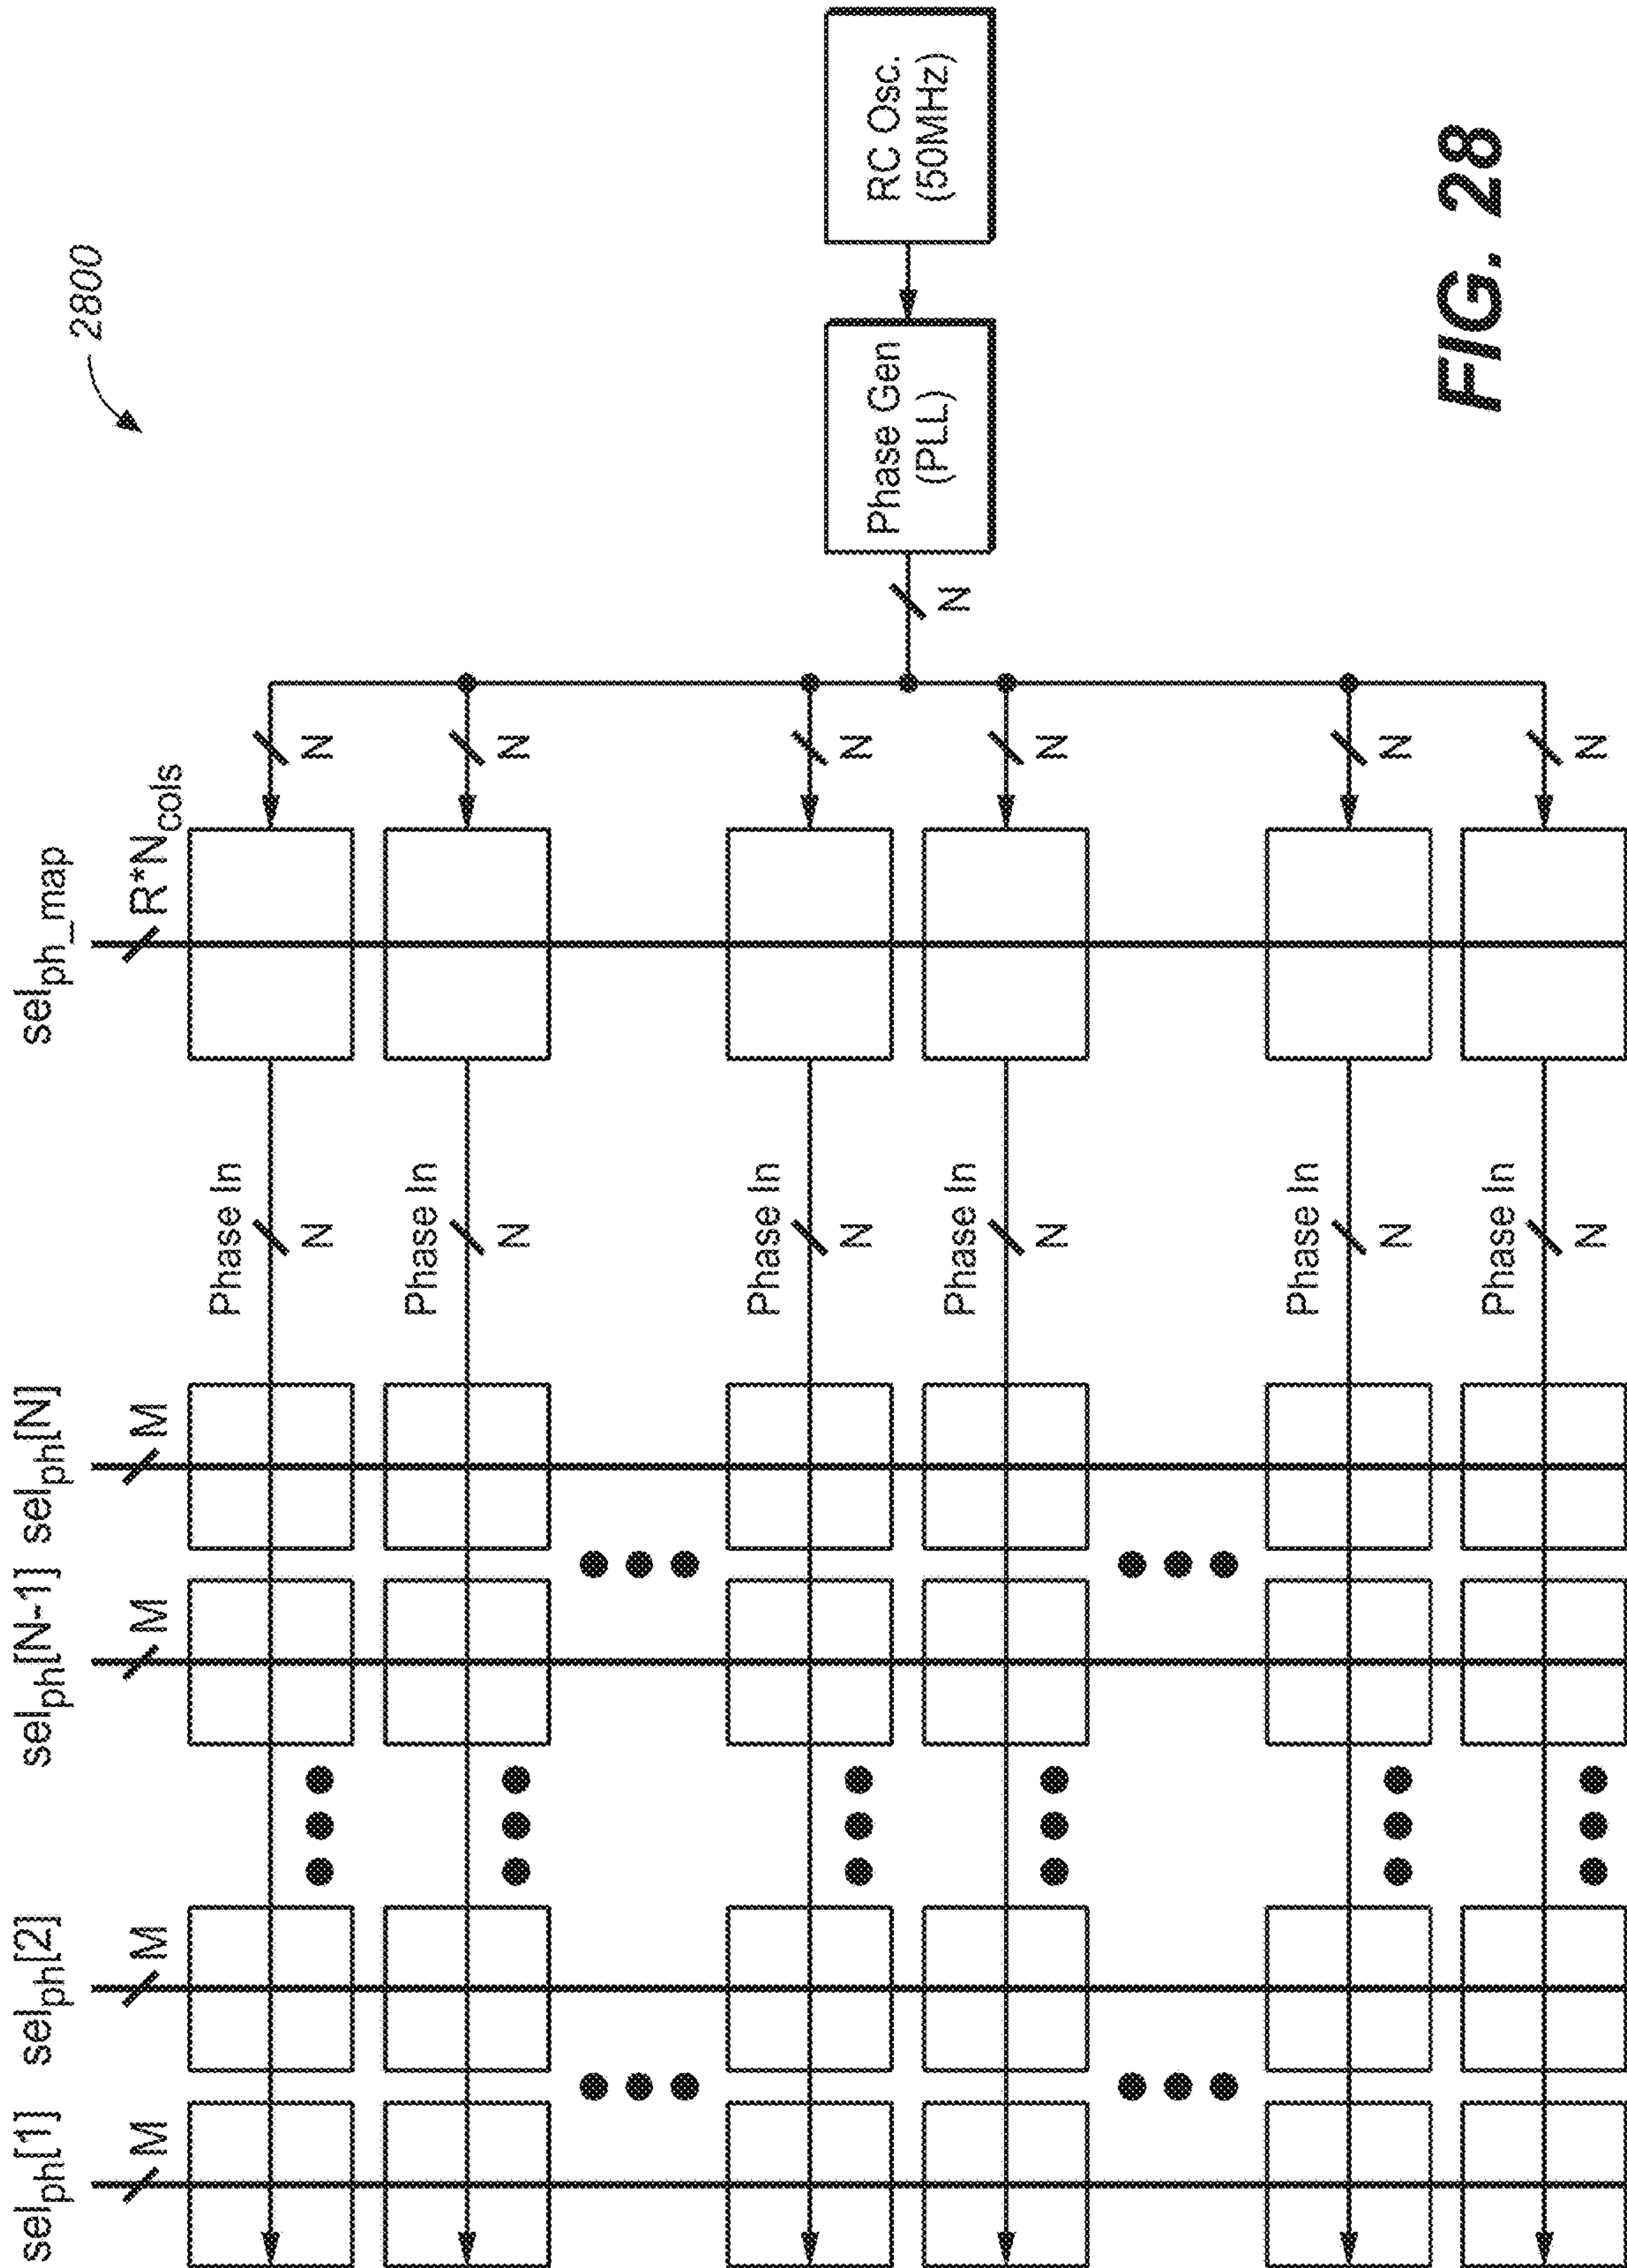 sel_ph[1] sel_ph[2] sel_ph[N-1] sel_ph[N] sel_ph_map
2800
M M M M R*N_cols
Phase In
N N
Phase In
N N
Phase In
N N
Phase Gen
(PLL)
RC Osc.
(50MHz)
N
Phase In
N N
Phase In
N N
FIG. 28
Phase In
N N